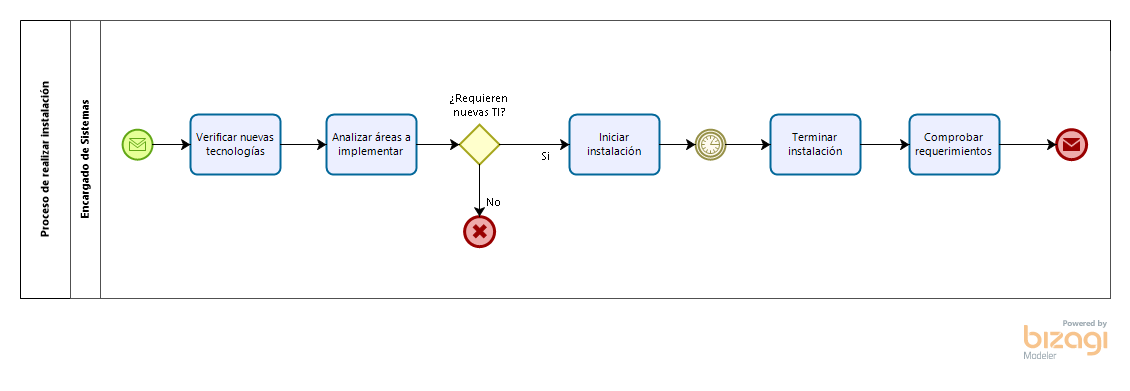 Proceso de realizar instalación
Encargado de Sistemas
Verificar nuevas
tecnologías
Analizar áreas a
implementar
¿Requieren
nuevas TI?
Si
No
Iniciar
instalación
Terminar
instalación
Comprobar
requerimientos
Powered by
bizagi
Modeler